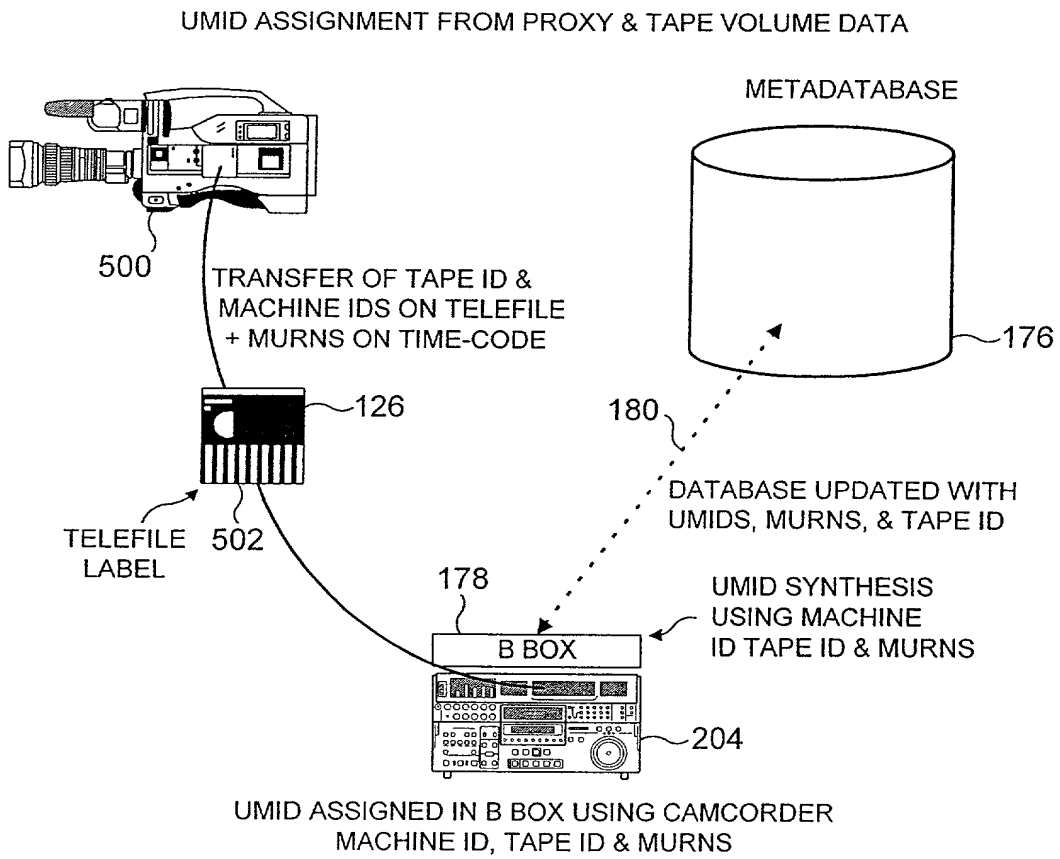 UMID ASSIGNMENT FROM PROXY & TAPE VOLUME DATA
METADATABASE
500
TRANSFER OF TAPE ID &
MACHINE IDS ON TELEFILE
+ MURNS ON TIME-CODE
176
126
180
DATABASE UPDATED WITH
UMIDS, MURNS, & TAPE ID
TELEFILE
LABEL
502
178
UMID SYNTHESIS
USING MACHINE
ID TAPE ID & MURNS
B BOX
204
UMID ASSIGNED IN B BOX USING CAMCORDER
MACHINE ID, TAPE ID & MURNS